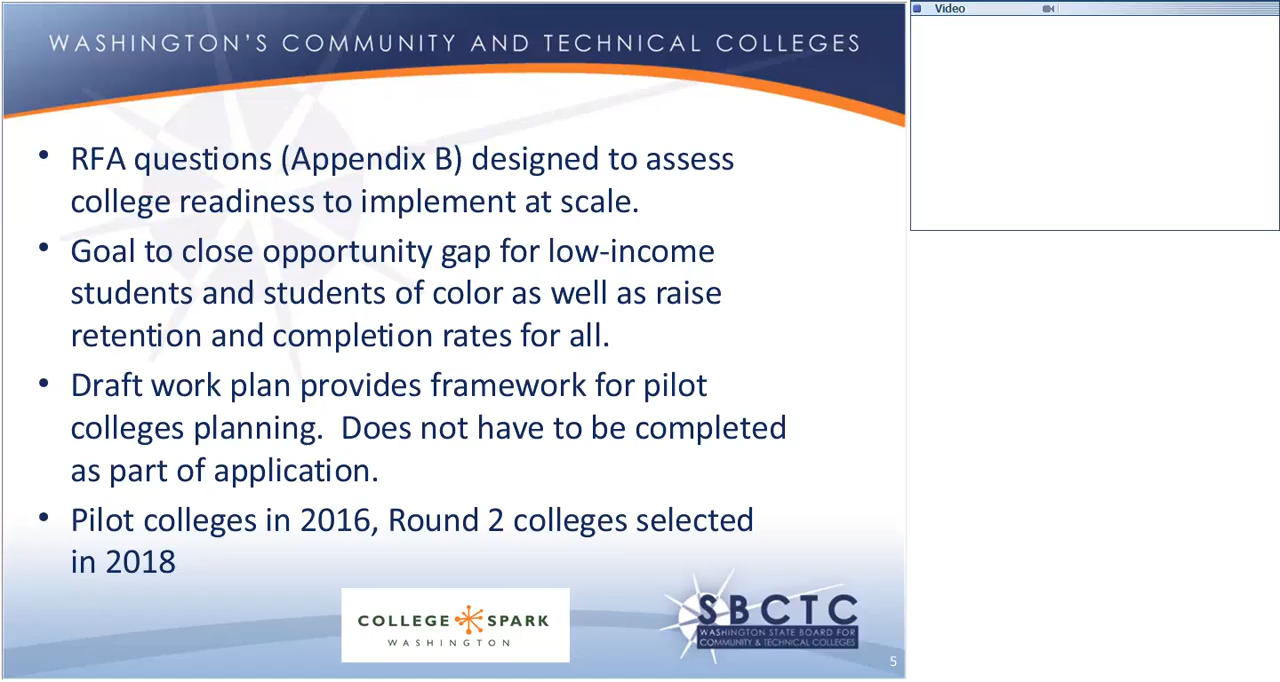 WASHINGTON'S COMMUNITY AND TECHNICAL COLLEGES
Video
• RFA questions (Appendix B) designed to assess
college readiness to implement at scale.
• Goal to close opportunity gap for low-income
students and students of color as well as raise
retention and completion rates for all.
• Draft work plan provides framework for pilot
colleges planning.  Does not have to be completed
as part of application.
• Pilot colleges in 2016, Round 2 colleges selected
in 2018
COLLEGE SPARK
WASHINGTON
SBCTC
WASHINGTON STATE BOARD FOR
COMMUNITY & TECHNICAL COLLEGES
5